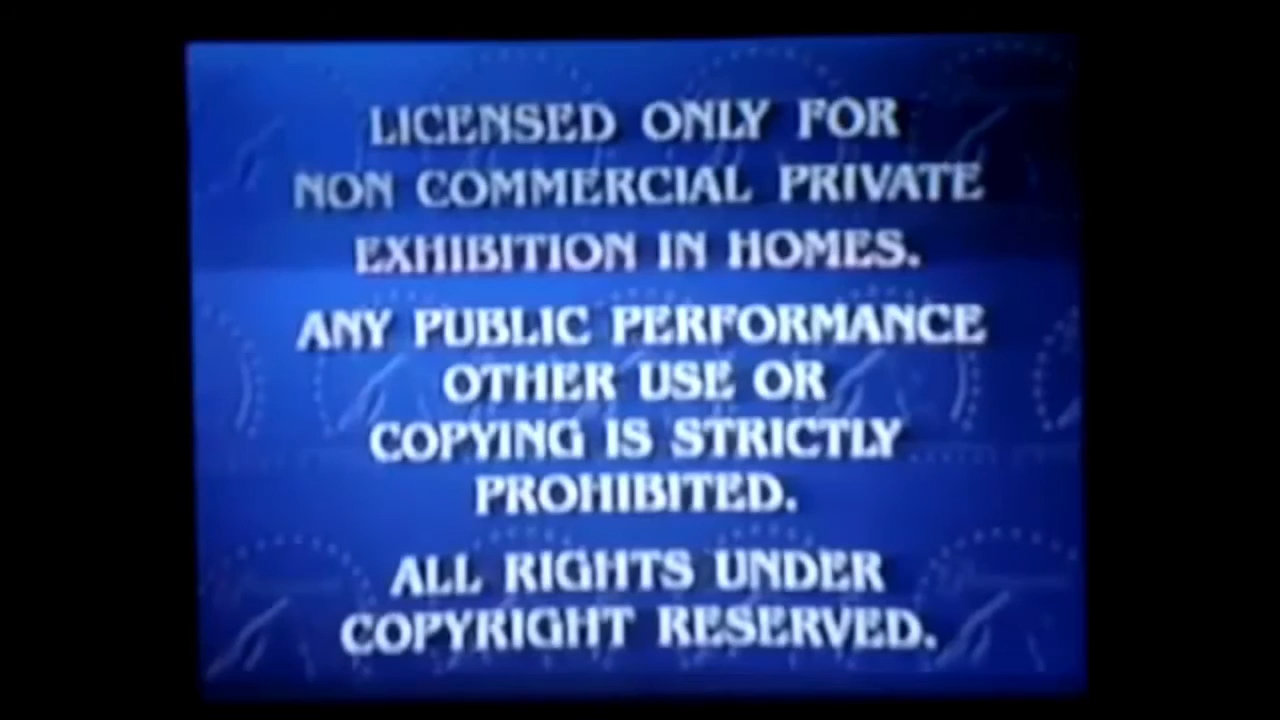 LICENSED ONLY FOR
NON COMMERCIAL PRIVATE
EXHIBITION IN HOMES.
ANY PUBLIC PERFORMANCE
OTHER USE OR
COPYING IS STRICTLY
PROHIBITED.
ALL RIGHTS UNDER
COPYRIGHT RESERVED.